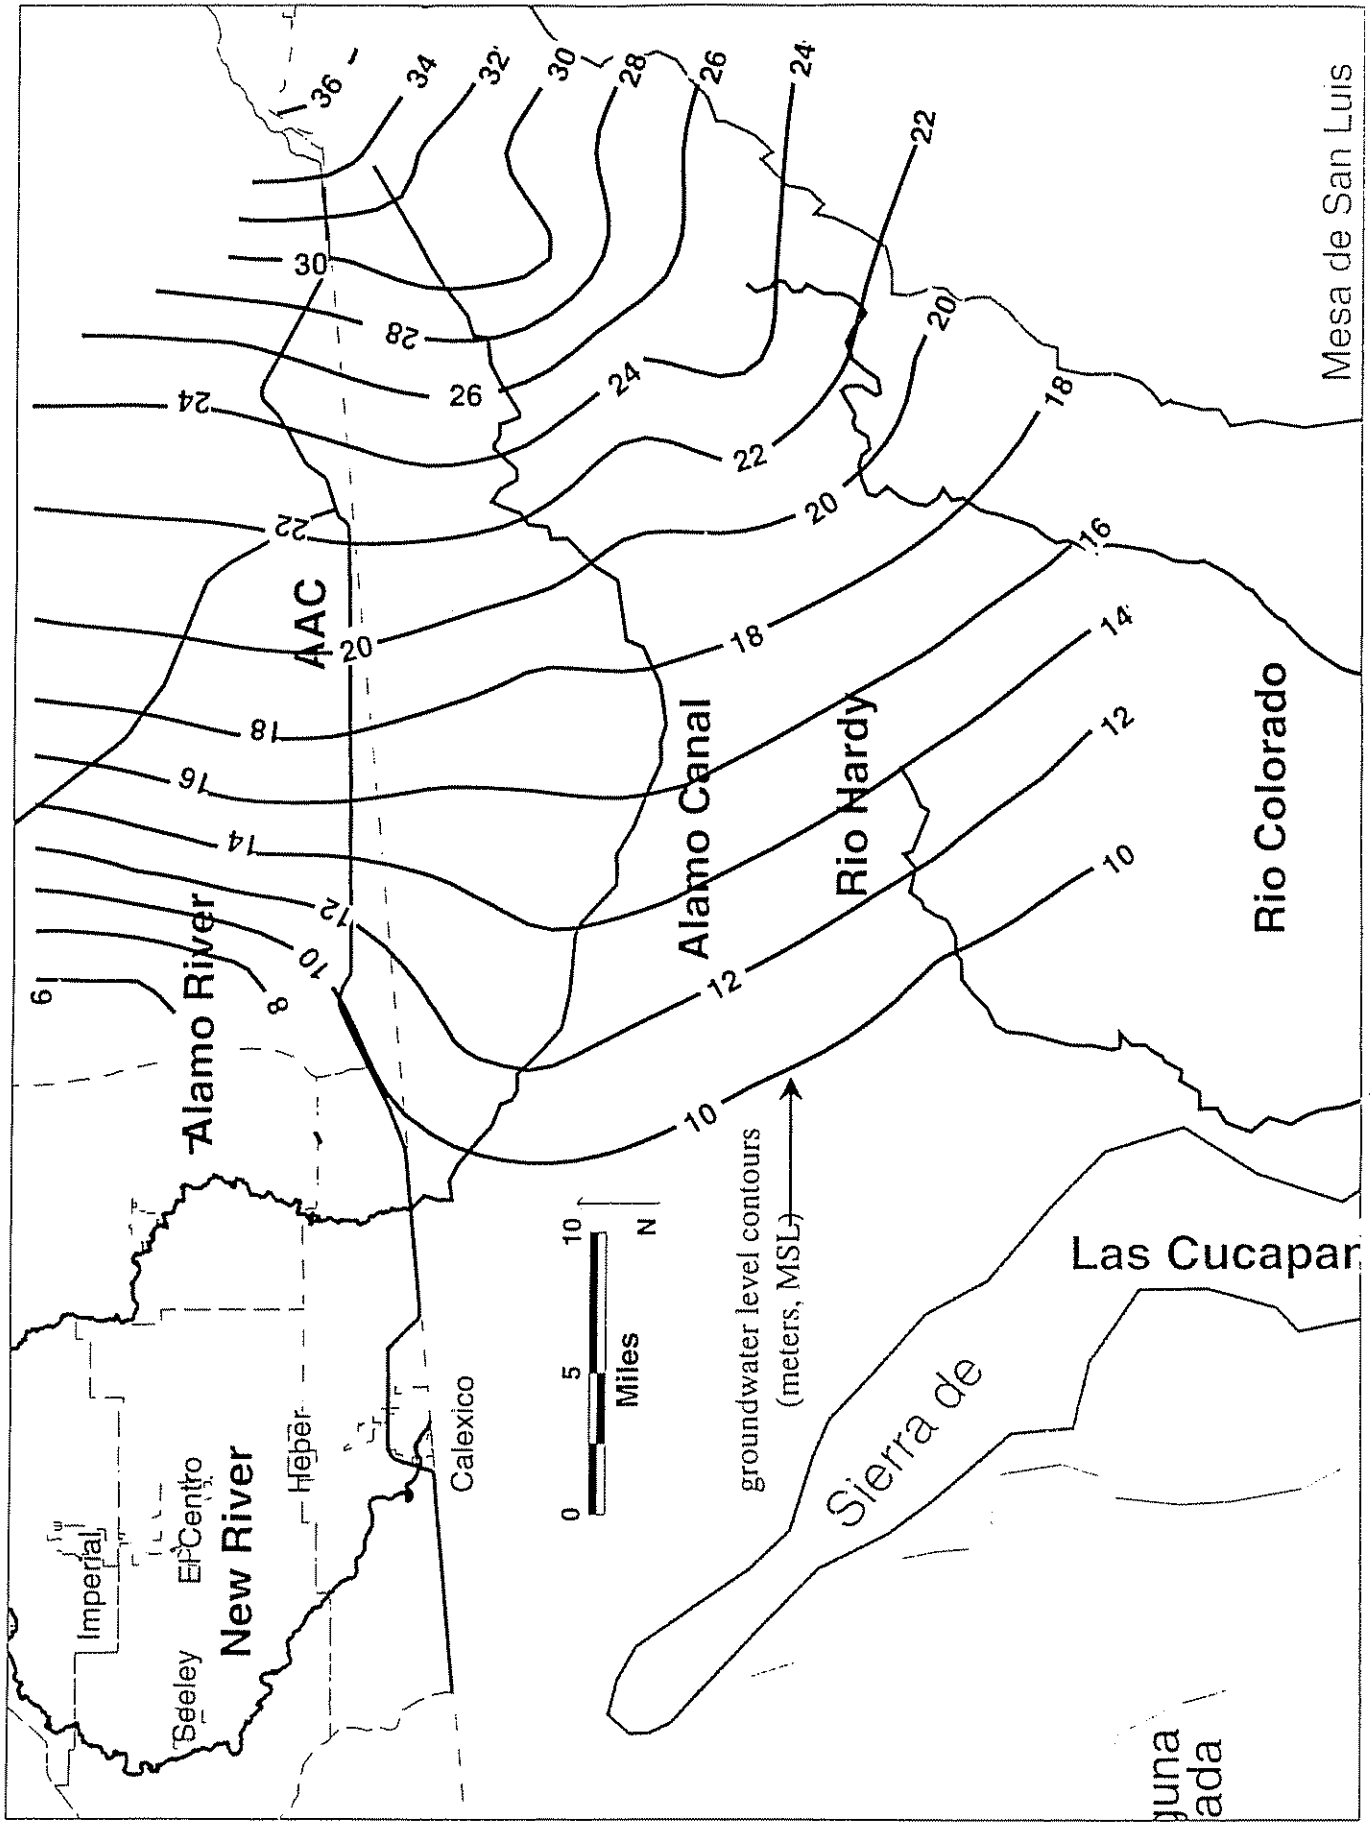 36
34
32
30
28
26
24
22
30
28
26
24
24
22
22
20
20
20
18
18
18
16
16
14
14
12
12
12
10
10
10
8
6
AAC
Alamo River
Alamo Canal
Rio Hardy
Rio Colorado
Mesa de San Luis
New River
Imperial
El Centro
Seeley
Heber
Calexico
0 5 10
Miles
N
groundwater level contours
(meters, MSL)
Sierra de
Las Cucapar
guna
ada